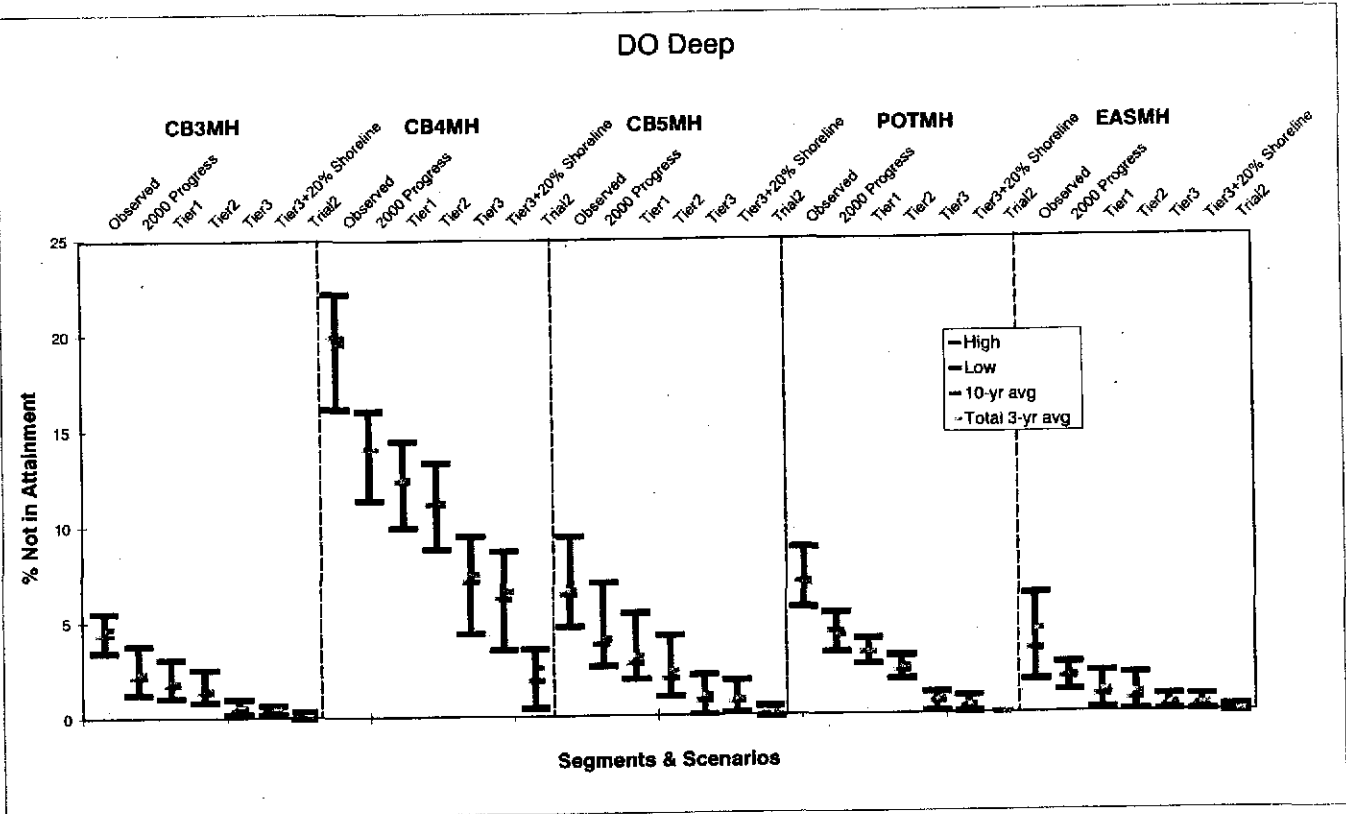 DO Deep
CB3MH
CB4MH
CB5MH
POTMH
EASMH
Observed
2000 Progress
Tier1
Tier2
Tier3
Tier3+20% Shoreline
Trial2
Observed
2000 Progress
Tier1
Tier2
Tier3
Tier3+20% Shoreline
Trial2
Observed
2000 Progress
Tier1
Tier2
Tier3
Tier3+20% Shoreline
Trial2
Observed
2000 Progress
Tier1
Tier2
Tier3
Tier3+20% Shoreline
Trial2
Observed
2000 Progress
Tier1
Tier2
Tier3
Tier3+20% Shoreline
Trial2
25
20
15
10
5
0
% Not in Attainment
High
Low
10-yr avg
Total 3-yr avg
Segments & Scenarios